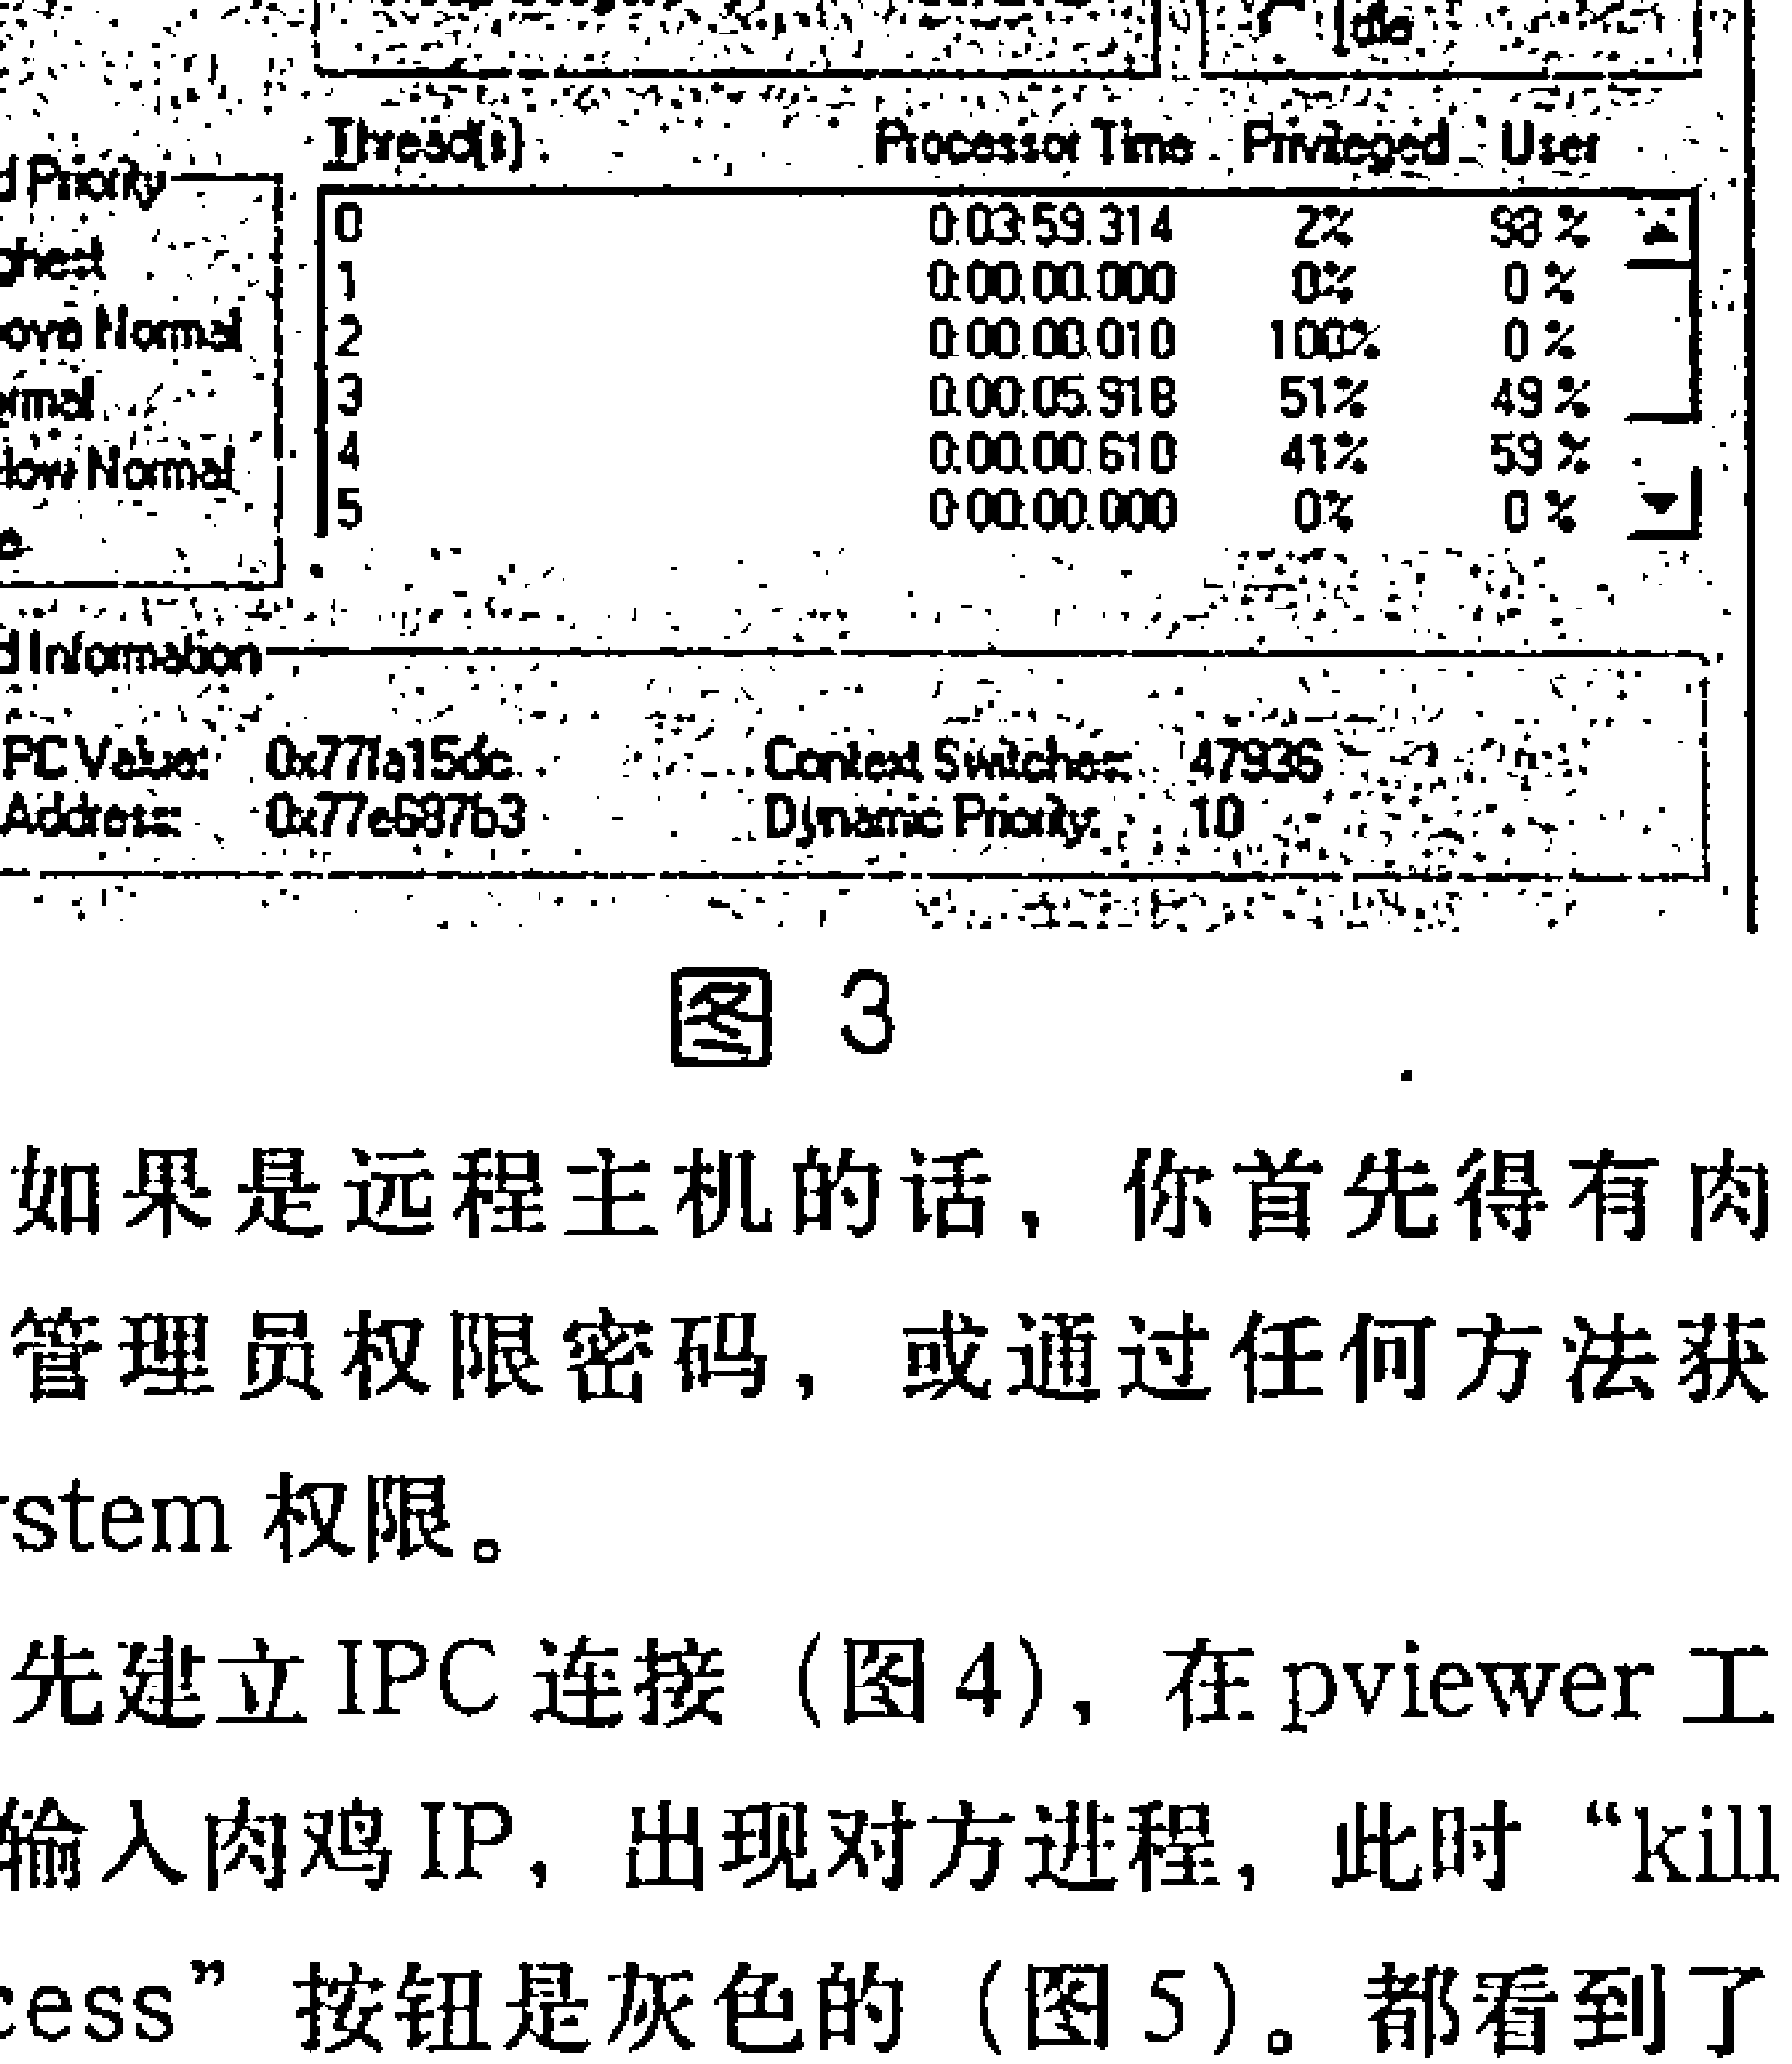 Idle
Thread(s) Processor Time Privileged User
d Priority
0 0:03:59.314 2% 98 %
ghest
1 0:00:00.000 0% 0 %
bove Normal
2 0:00:00.010 100% 0 %
ormal
3 0:00:05.918 51% 49 %
4 0:00:00.610 41% 59 %
elow Normal
5 0:00:00.000 0% 0 %
e
d Information
PC Value: 0x77fa15dc Context Switches: 47936
Address: 0x77e687b3 Dynamic Priority: 10
图 3
如果是远程主机的话，你首先得有肉
管理员权限密码，或通过任何方法获
ystem 权限。
先建立 IPC 连接（图 4），在 pviewer 工
输入肉鸡 IP，出现对方进程，此时 “kill
cess” 按钮是灰色的（图 5）。都看到了